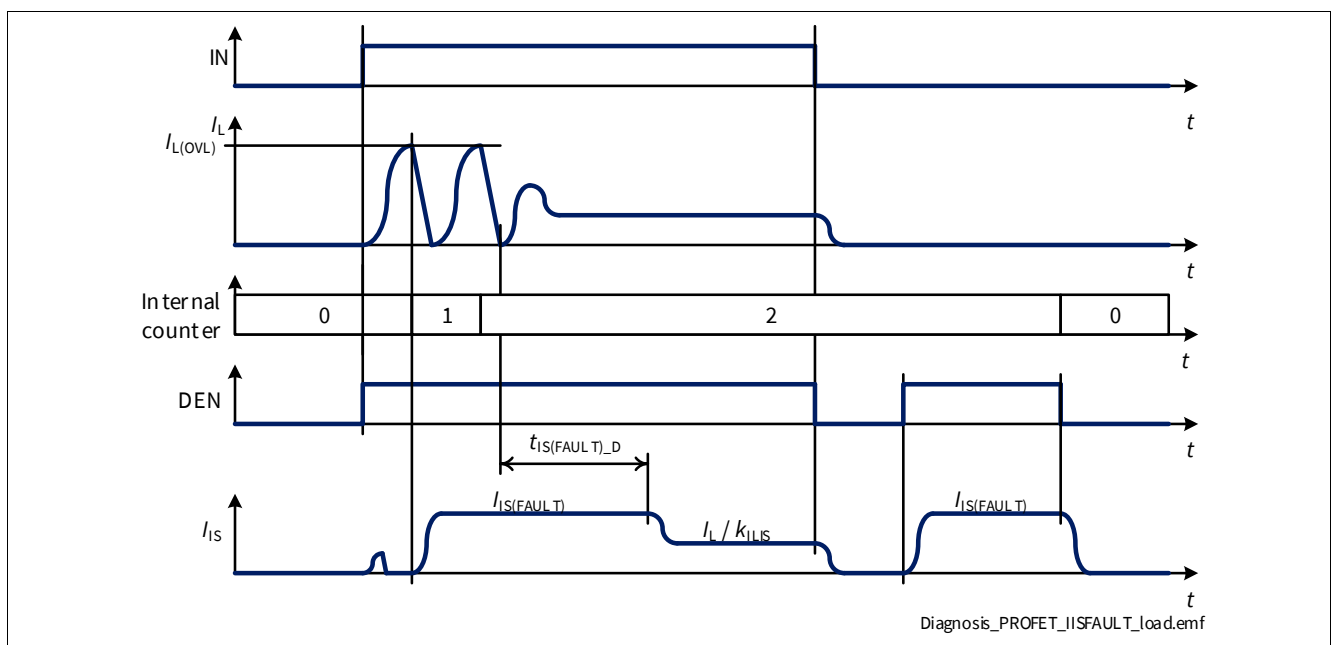 IN
t
I_L
I_L(OVL)
t
Internal
counter
0 1 2 0
t
DEN
t
t_IS(FAULT)_D
I_IS
I_IS(FAULT)
I_L / k_ILIS
I_IS(FAULT)
t
Diagnosis_PROFET_IISFAULT_load.emf